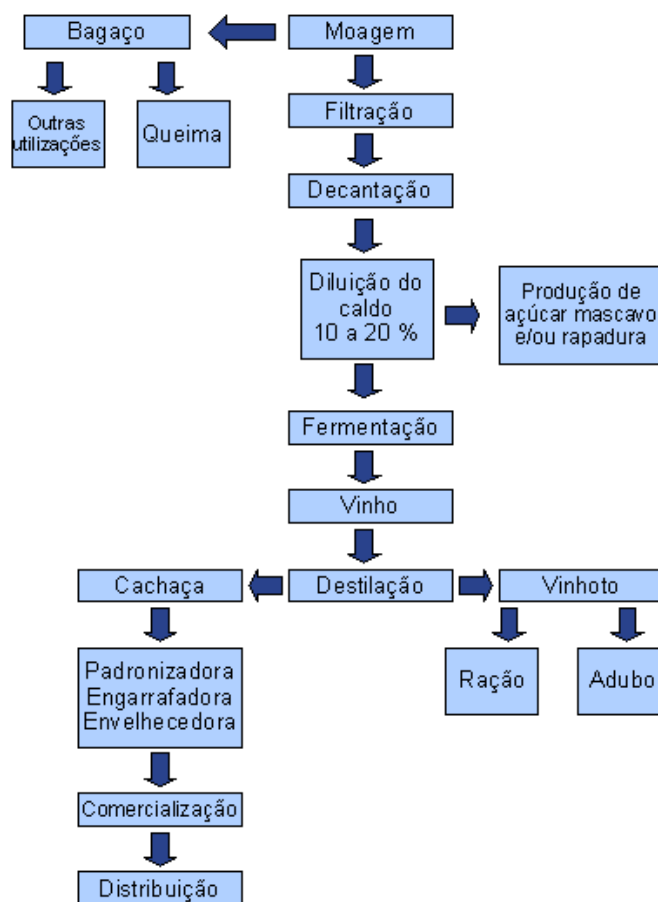 Bagaço
Moagem
Outras
utilizações
Queima
Filtração
Decantação
Diluição do
caldo
10 a 20 %
Produção de
açúcar mascavo
e/ou rapadura
Fermentação
Vinho
Cachaça
Destilação
Vinhoto
Padronizadora
Engarrafadora
Envelhecedora
Ração
Adubo
Comercialização
Distribuição